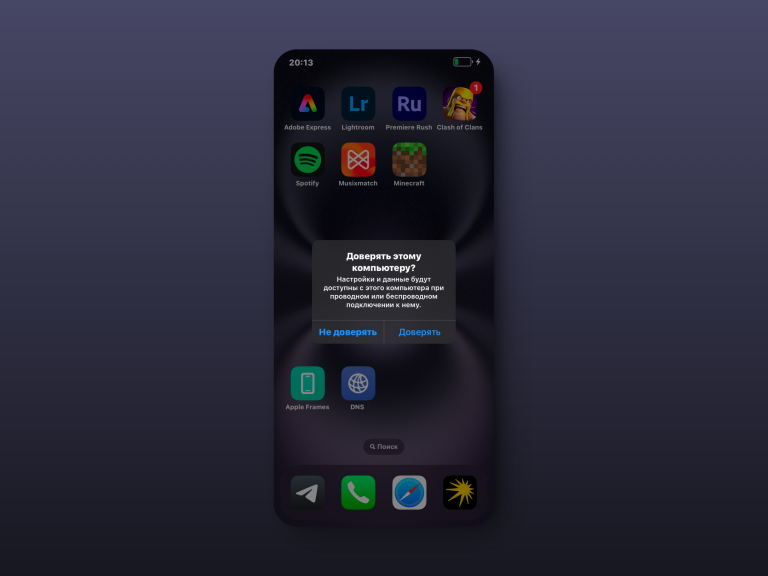 20:13
1
Lr
Ru
Adobe Express
Lightroom
Premiere Rush
Clash of Clans
Spotify
Musixmatch
Minecraft
Доверять этому
компьютеру?
Настройки и данные будут
доступны с этого компьютера при
проводном или беспроводном
подключении к нему.
Не доверять
Доверять
Apple Frames
DNS
Поиск